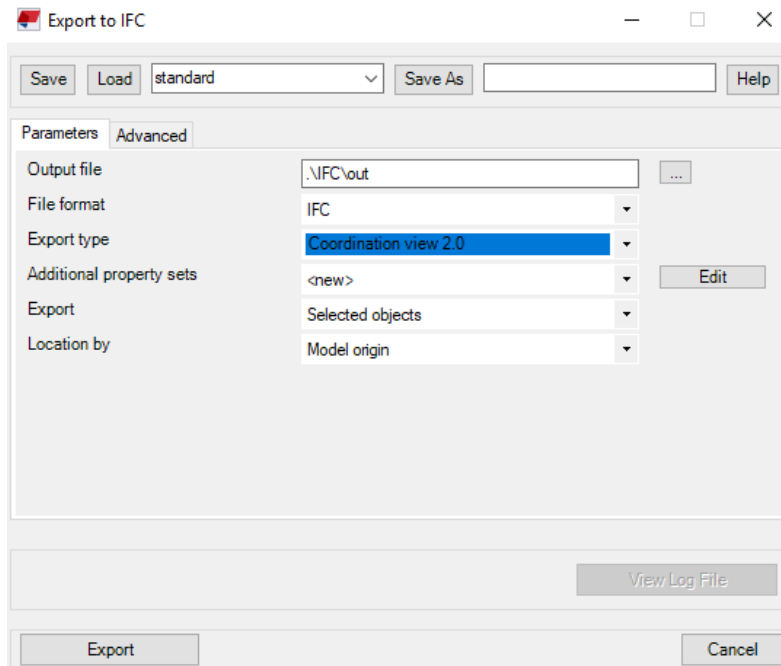 Export to IFC
Save Load standard Save As Help
Parameters Advanced
Output file .\IFC\out ...
File format IFC
Export type Coordination view 2.0
Additional property sets <new> Edit
Export Selected objects
Location by Model origin
View Log File
Export Cancel